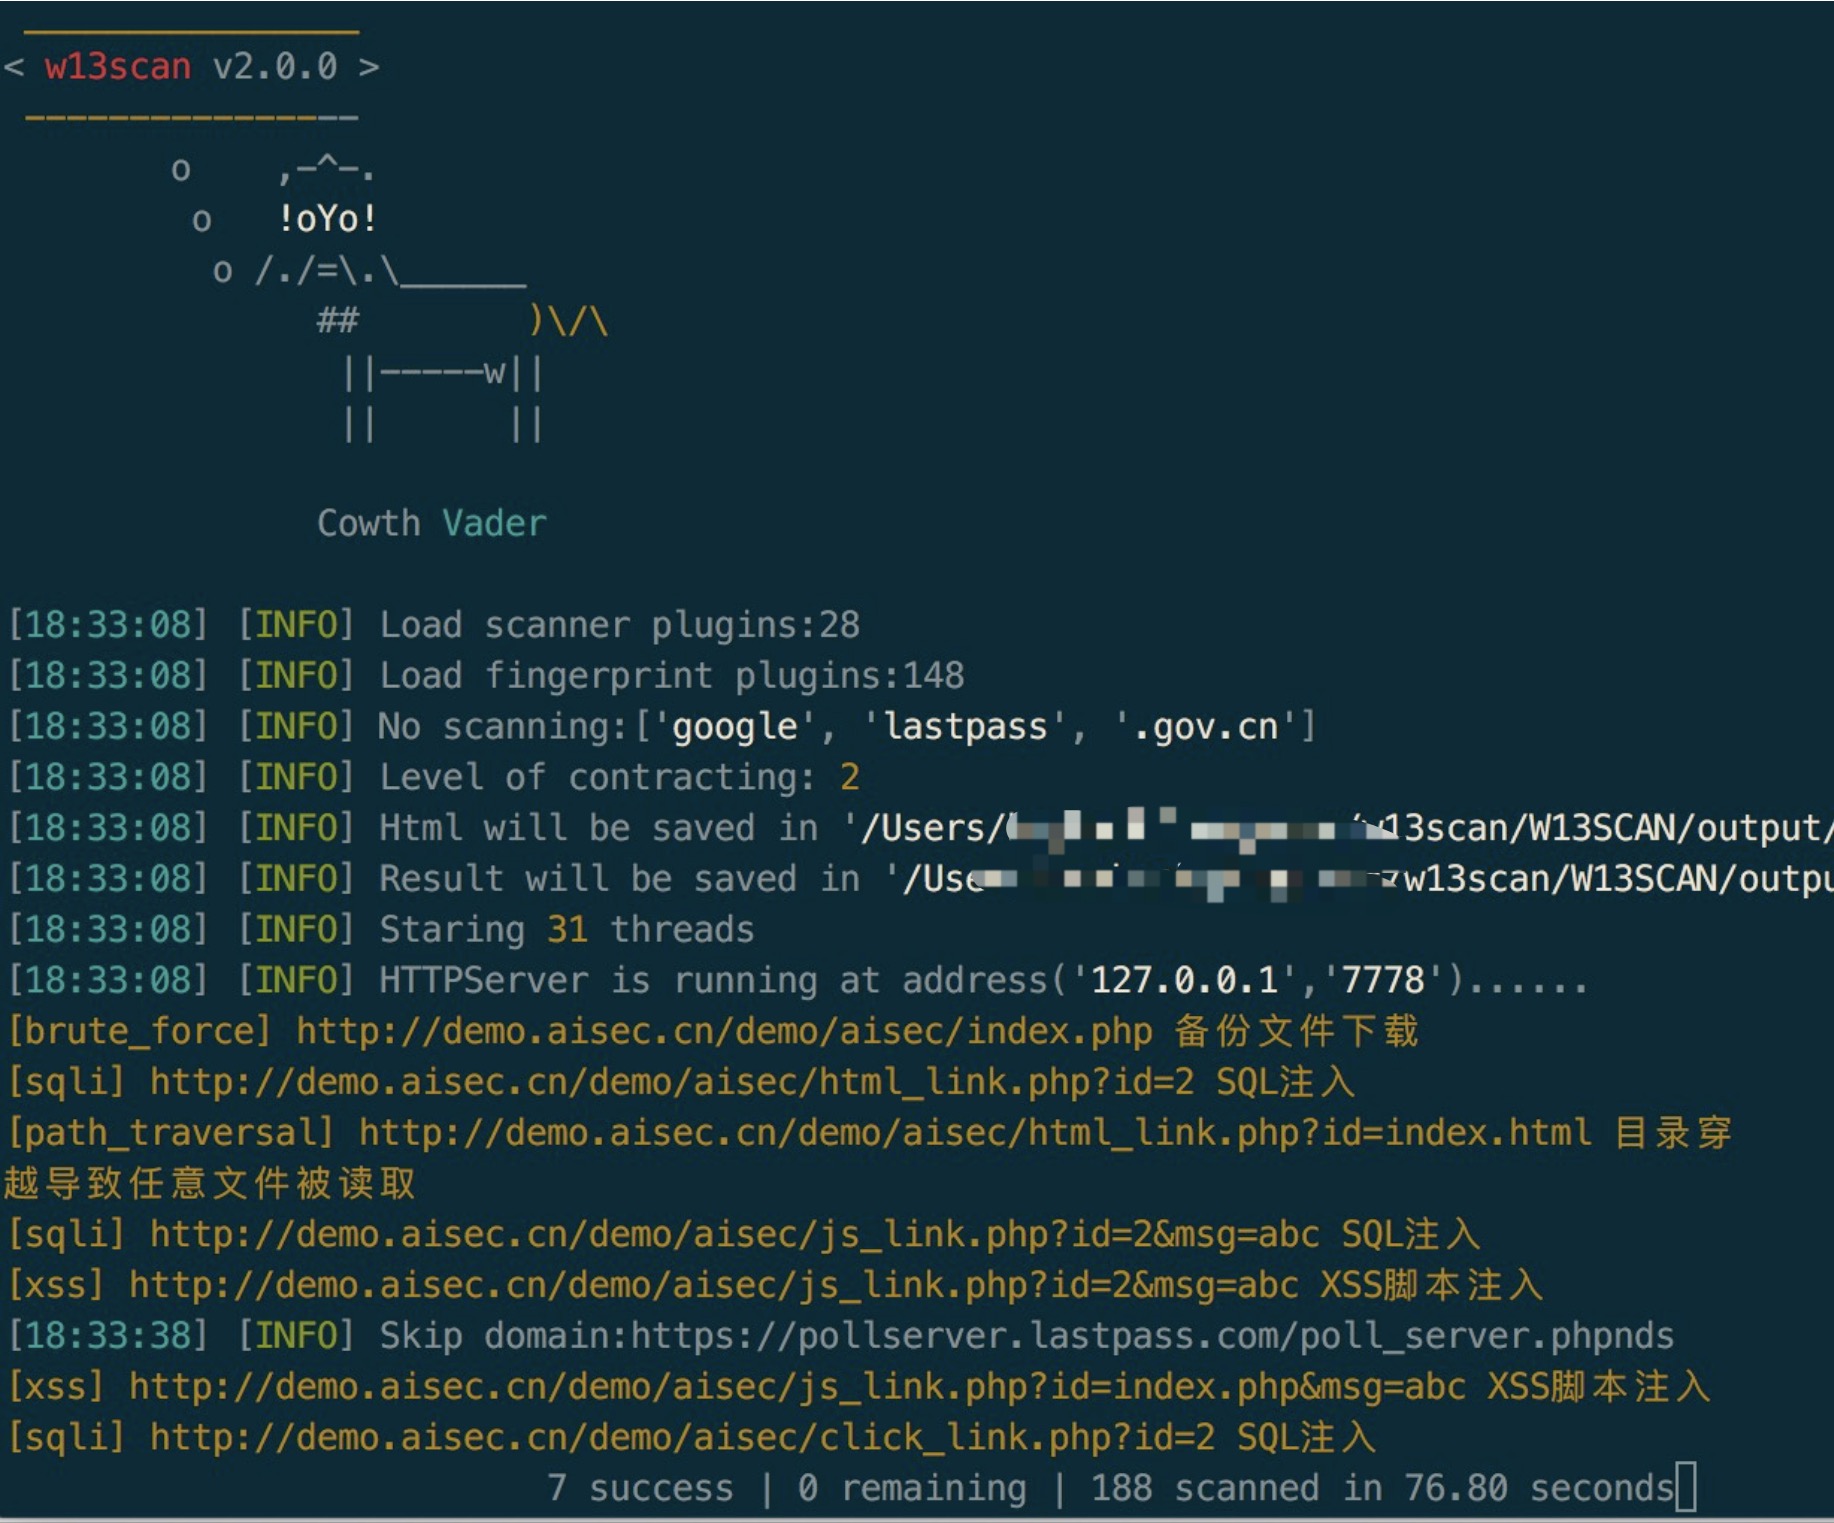 < w13scan v2.0.0 >
--------------
o    ,-^-.
o   !oYo!
o /./=\.\______
##        )\/\
||-----w||
||      ||
Cowth Vader
[18:33:08] [INFO] Load scanner plugins:28
[18:33:08] [INFO] Load fingerprint plugins:148
[18:33:08] [INFO] No scanning:['google', 'lastpass', '.gov.cn']
[18:33:08] [INFO] Level of contracting: 2
[18:33:08] [INFO] Html will be saved in '/Users/ w13scan/W13SCAN/output/
[18:33:08] [INFO] Result will be saved in '/Use w13scan/W13SCAN/outpu
[18:33:08] [INFO] Staring 31 threads
[18:33:08] [INFO] HTTPServer is running at address('127.0.0.1','7778')......
[brute_force] http://demo.aisec.cn/demo/aisec/index.php 备份文件下载
[sqli] http://demo.aisec.cn/demo/aisec/html_link.php?id=2 SQL注入
[path_traversal] http://demo.aisec.cn/demo/aisec/html_link.php?id=index.html 目录穿
越导致任意文件被读取
[sqli] http://demo.aisec.cn/demo/aisec/js_link.php?id=2&msg=abc SQL注入
[xss] http://demo.aisec.cn/demo/aisec/js_link.php?id=2&msg=abc XSS脚本注入
[18:33:38] [INFO] Skip domain:https://pollserver.lastpass.com/poll_server.phpnds
[xss] http://demo.aisec.cn/demo/aisec/js_link.php?id=index.php&msg=abc XSS脚本注入
[sqli] http://demo.aisec.cn/demo/aisec/click_link.php?id=2 SQL注入
7 success | 0 remaining | 188 scanned in 76.80 seconds